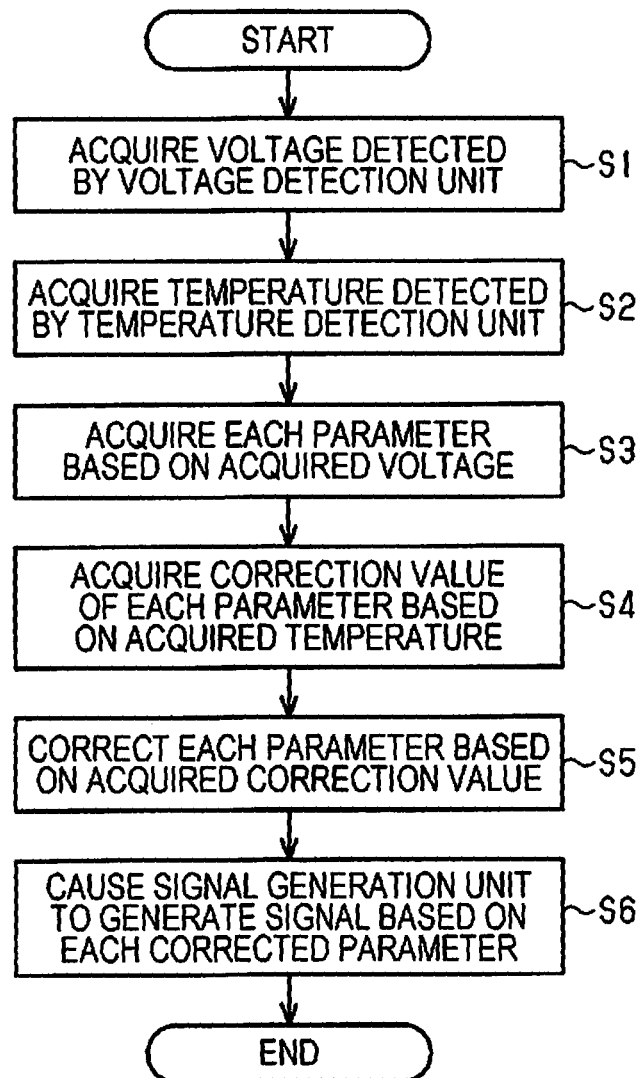 START
ACQUIRE VOLTAGE DETECTED
BY VOLTAGE DETECTION UNIT
~S1
ACQUIRE TEMPERATURE DETECTED
BY TEMPERATURE DETECTION UNIT
~S2
ACQUIRE EACH PARAMETER
BASED ON ACQUIRED VOLTAGE
~S3
ACQUIRE CORRECTION VALUE
OF EACH PARAMETER BASED
ON ACQUIRED TEMPERATURE
~S4
CORRECT EACH PARAMETER BASED
ON ACQUIRED CORRECTION VALUE
~S5
CAUSE SIGNAL GENERATION UNIT
TO GENERATE SIGNAL BASED ON
EACH CORRECTED PARAMETER
~S6
END